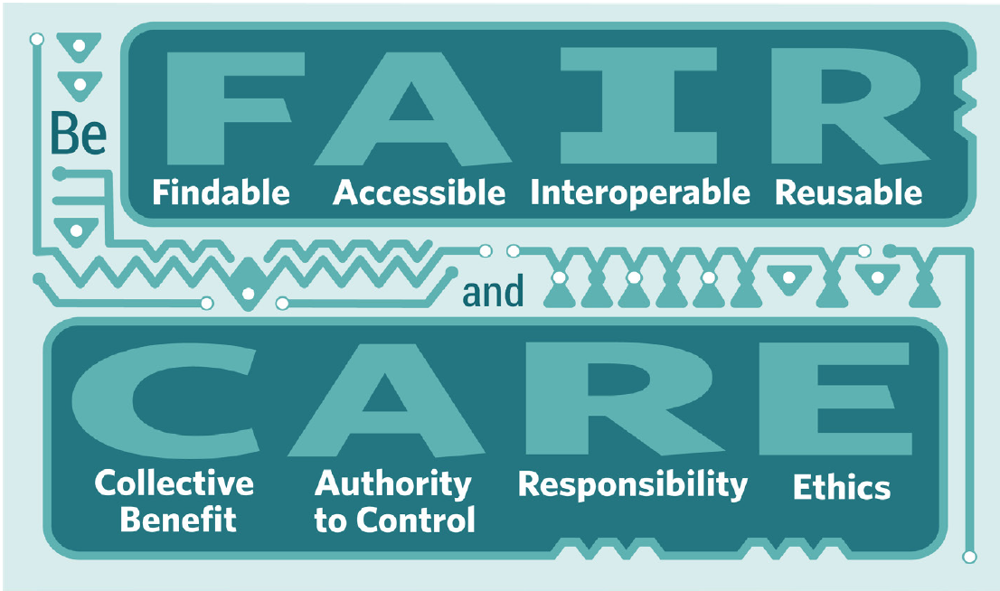 Be
FAIR
Findable Accessible Interoperable Reusable
and
CARE
Collective Benefit Authority to Control Responsibility Ethics